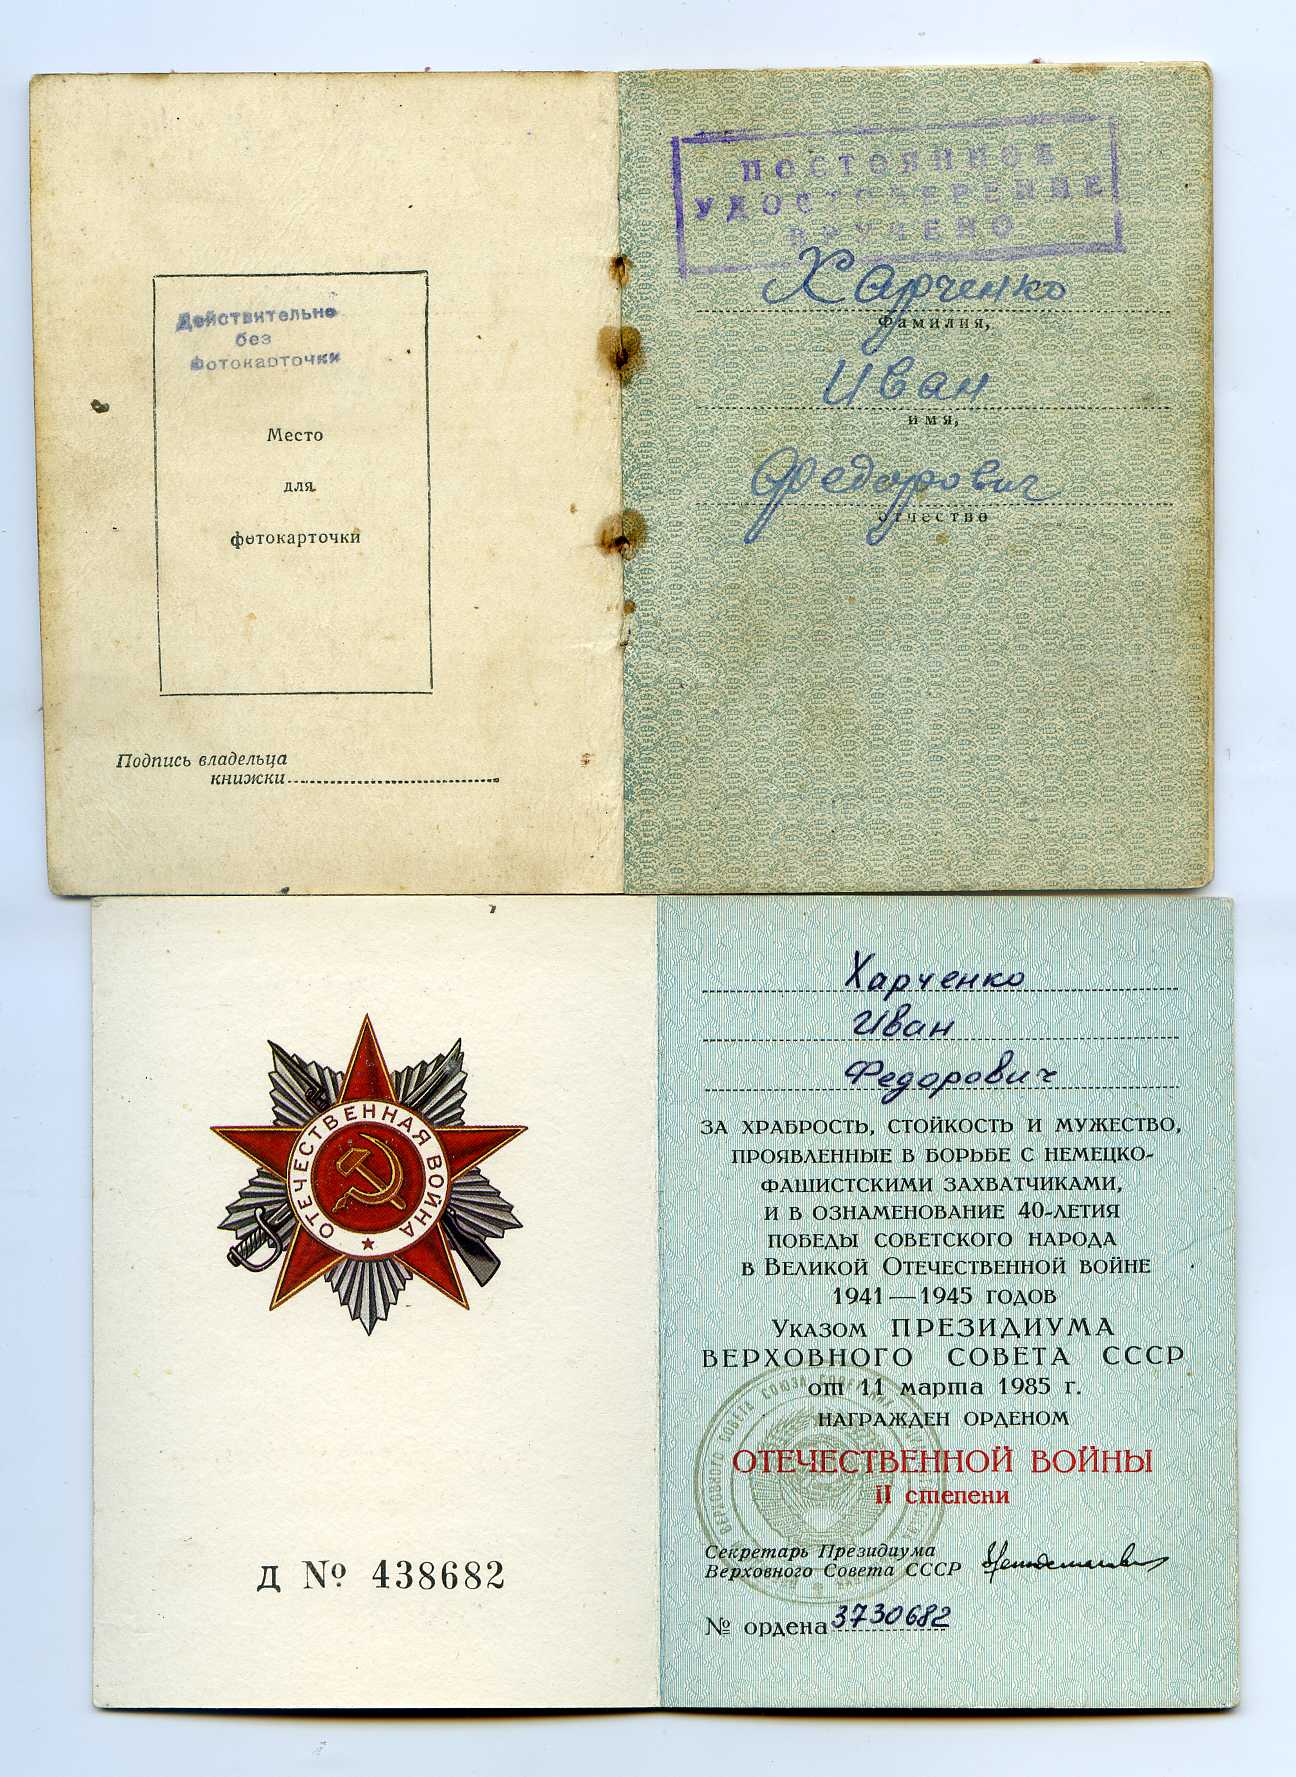 ПОСТОЯННОЕ
УДОСТОВЕРЕНИЕ
ВРУЧЕНО
Действительно
без
фотокарточки
Место
для
фотокарточки
Подпись владельца
книжки
Харченко
Фамилия,
Иван
имя,
Федорович
отчество
ОТЕЧЕСТВЕННАЯ ВОЙНА
Д № 438682
Харченко
Иван
Федорович
ЗА ХРАБРОСТЬ, СТОЙКОСТЬ И МУЖЕСТВО,
ПРОЯВЛЕННЫЕ В БОРЬБЕ С НЕМЕЦКО-
ФАШИСТСКИМИ ЗАХВАТЧИКАМИ,
И В ОЗНАМЕНОВАНИЕ 40-ЛЕТИЯ
ПОБЕДЫ СОВЕТСКОГО НАРОДА
В ВЕЛИКОЙ ОТЕЧЕСТВЕННОЙ ВОЙНЕ
1941—1945 ГОДОВ
УКАЗОМ ПРЕЗИДИУМА
ВЕРХОВНОГО СОВЕТА СССР
от 11 марта 1985 г.
НАГРАЖДЕН ОРДЕНОМ
ОТЕЧЕСТВЕННОЙ ВОЙНЫ
II степени
Секретарь Президиума
Верховного Совета СССР
№ ордена 3730682